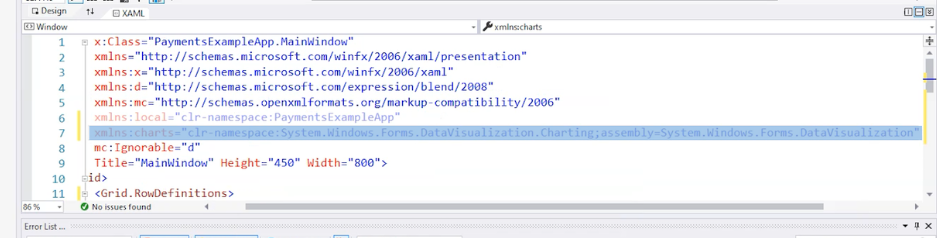 Design
XAML
Window
xmlns:charts
1 x:Class="PaymentsExampleApp.MainWindow"
2 xmlns="http://schemas.microsoft.com/winfx/2006/xaml/presentation"
3 xmlns:x="http://schemas.microsoft.com/winfx/2006/xaml"
4 xmlns:d="http://schemas.microsoft.com/expression/blend/2008"
5 xmlns:mc="http://schemas.openxmlformats.org/markup-compatibility/2006"
6 xmlns:local="clr-namespace:PaymentsExampleApp"
7 xmlns:charts="clr-namespace:System.Windows.Forms.DataVisualization.Charting;assembly=System.Windows.Forms.DataVisualization"
8 mc:Ignorable="d"
9 Title="MainWindow" Height="450" Width="800">
10 id>
11 <Grid.RowDefinitions>
86 %
No issues found
Error List ...